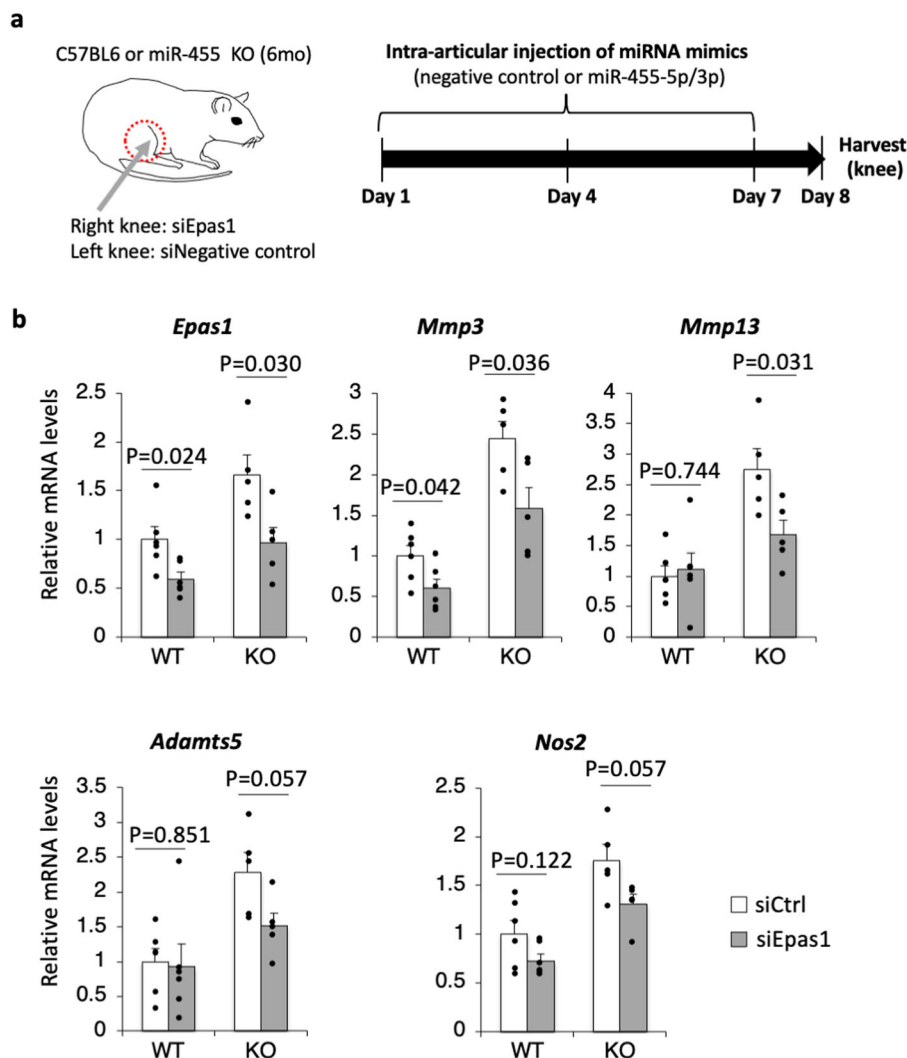 a
C57BL6 or miR-455 KO (6mo)
Right knee: siEpas1
Left knee: siNegative control
Intra-articular injection of miRNA mimics
(negative control or miR-455-5p/3p)
Day 1
Day 4
Day 7
Day 8
Harvest
(knee)
b
Epas1
Relative mRNA levels
2.5
2
1.5
1
0.5
0
P=0.024
P=0.030
WT
KO
Mmp3
3
2.5
2
1.5
1
0.5
0
P=0.042
P=0.036
WT
KO
Mmp13
4
3.5
3
2.5
2
1.5
1
0.5
0
P=0.744
P=0.031
WT
KO
Adamts5
Relative mRNA levels
3.5
3
2.5
2
1.5
1
0.5
0
P=0.851
P=0.057
WT
KO
Nos2
2.5
2
1.5
1
0.5
0
P=0.122
P=0.057
WT
KO
siCtrl
siEpas1